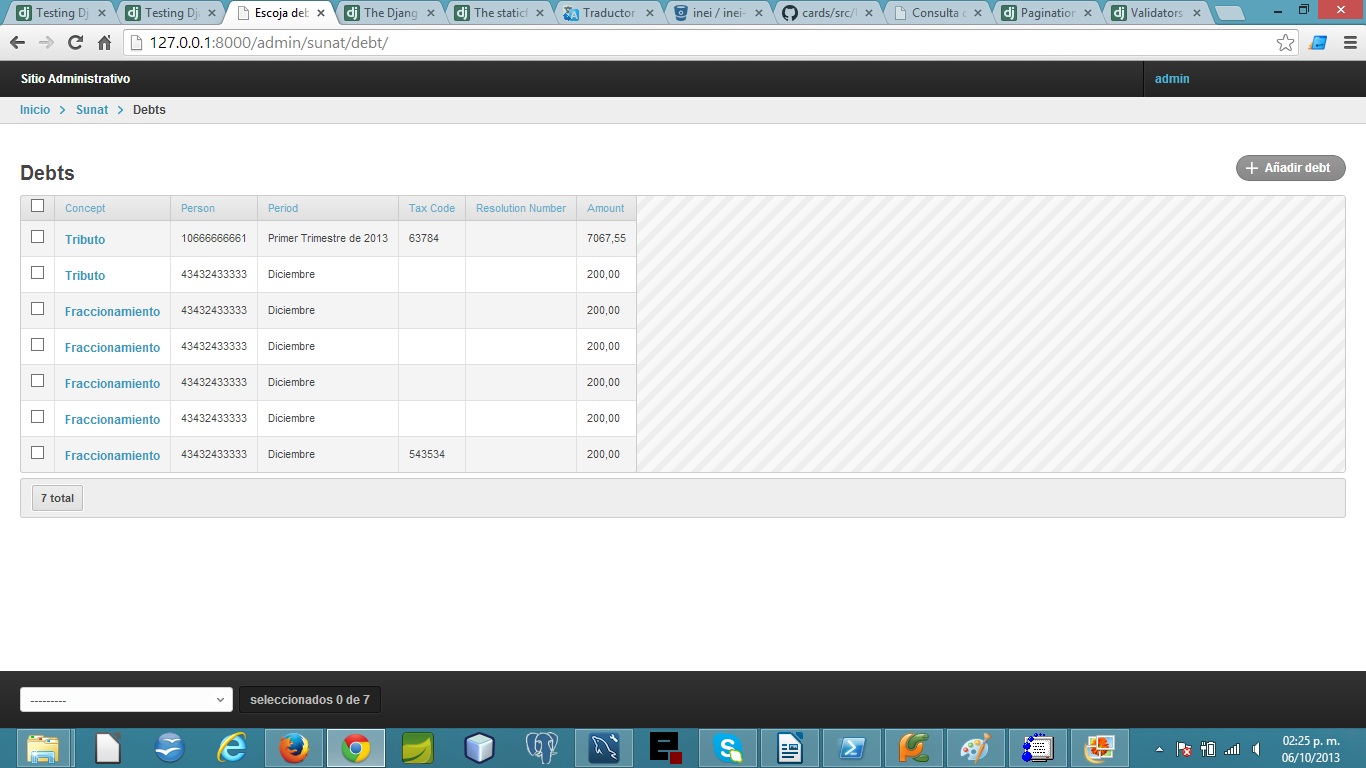 Testing Dj
Testing Dj
Escoja deb
The Djang
The staticf
Traductor
inei / inei-
cards/src/
Consulta
Pagination
Validators
127.0.0.1:8000/admin/sunat/debt/
Sitio Administrativo
admin
Inicio > Sunat > Debts
Debts
+ Añadir debt
Concept Person Period Tax Code Resolution Number Amount
Tributo 10666666661 Primer Trimestre de 2013 63784 7067,55
Tributo 43432433333 Diciembre 200,00
Fraccionamiento 43432433333 Diciembre 200,00
Fraccionamiento 43432433333 Diciembre 200,00
Fraccionamiento 43432433333 Diciembre 200,00
Fraccionamiento 43432433333 Diciembre 200,00
Fraccionamiento 43432433333 Diciembre 543534 200,00
7 total
---------
seleccionados 0 de 7
02:25 p. m.
06/10/2013